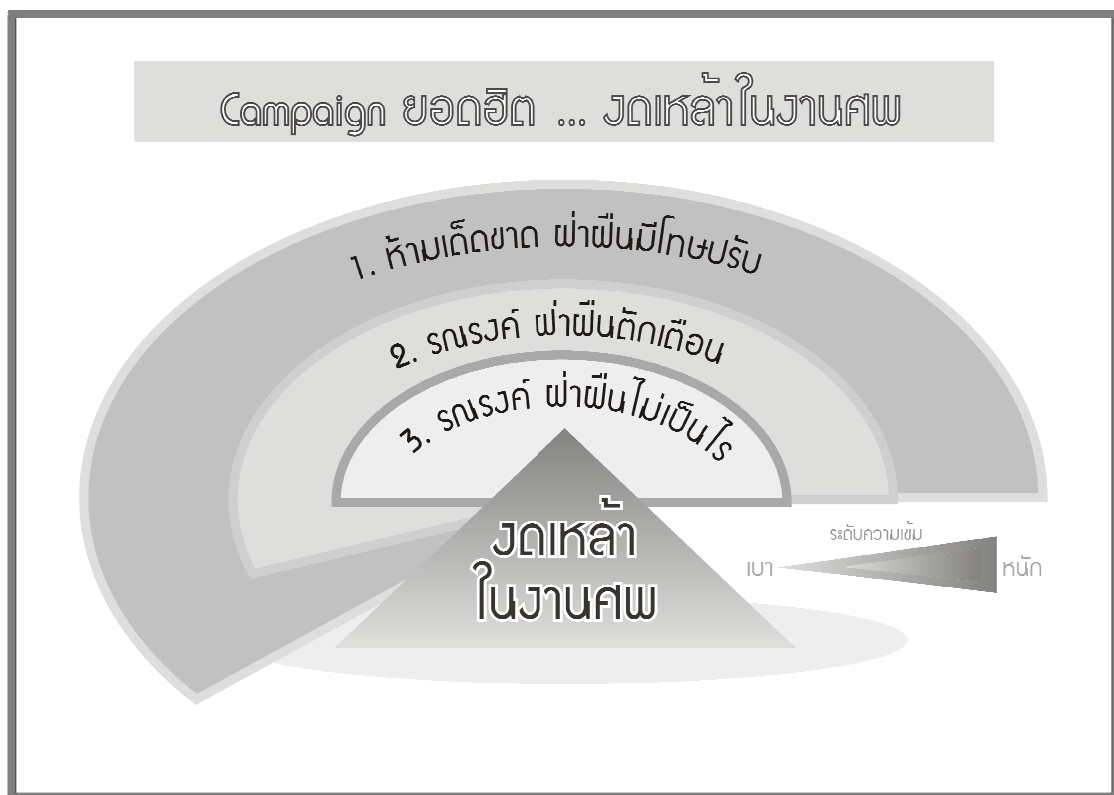 Campaign ยอดฮิต ... งดเหล้าในงานศพ
1. ห้ามเด็ดขาด ฝ่าฝืนมีโทษปรับ
2. รณรงค์ ฝ่าฝืนตักเตือน
3. รณรงค์ ฝ่าฝืนไม่เป็นไร
งดเหล้า
ในงานศพ
ระดับความเข้ม
เบา
หนัก